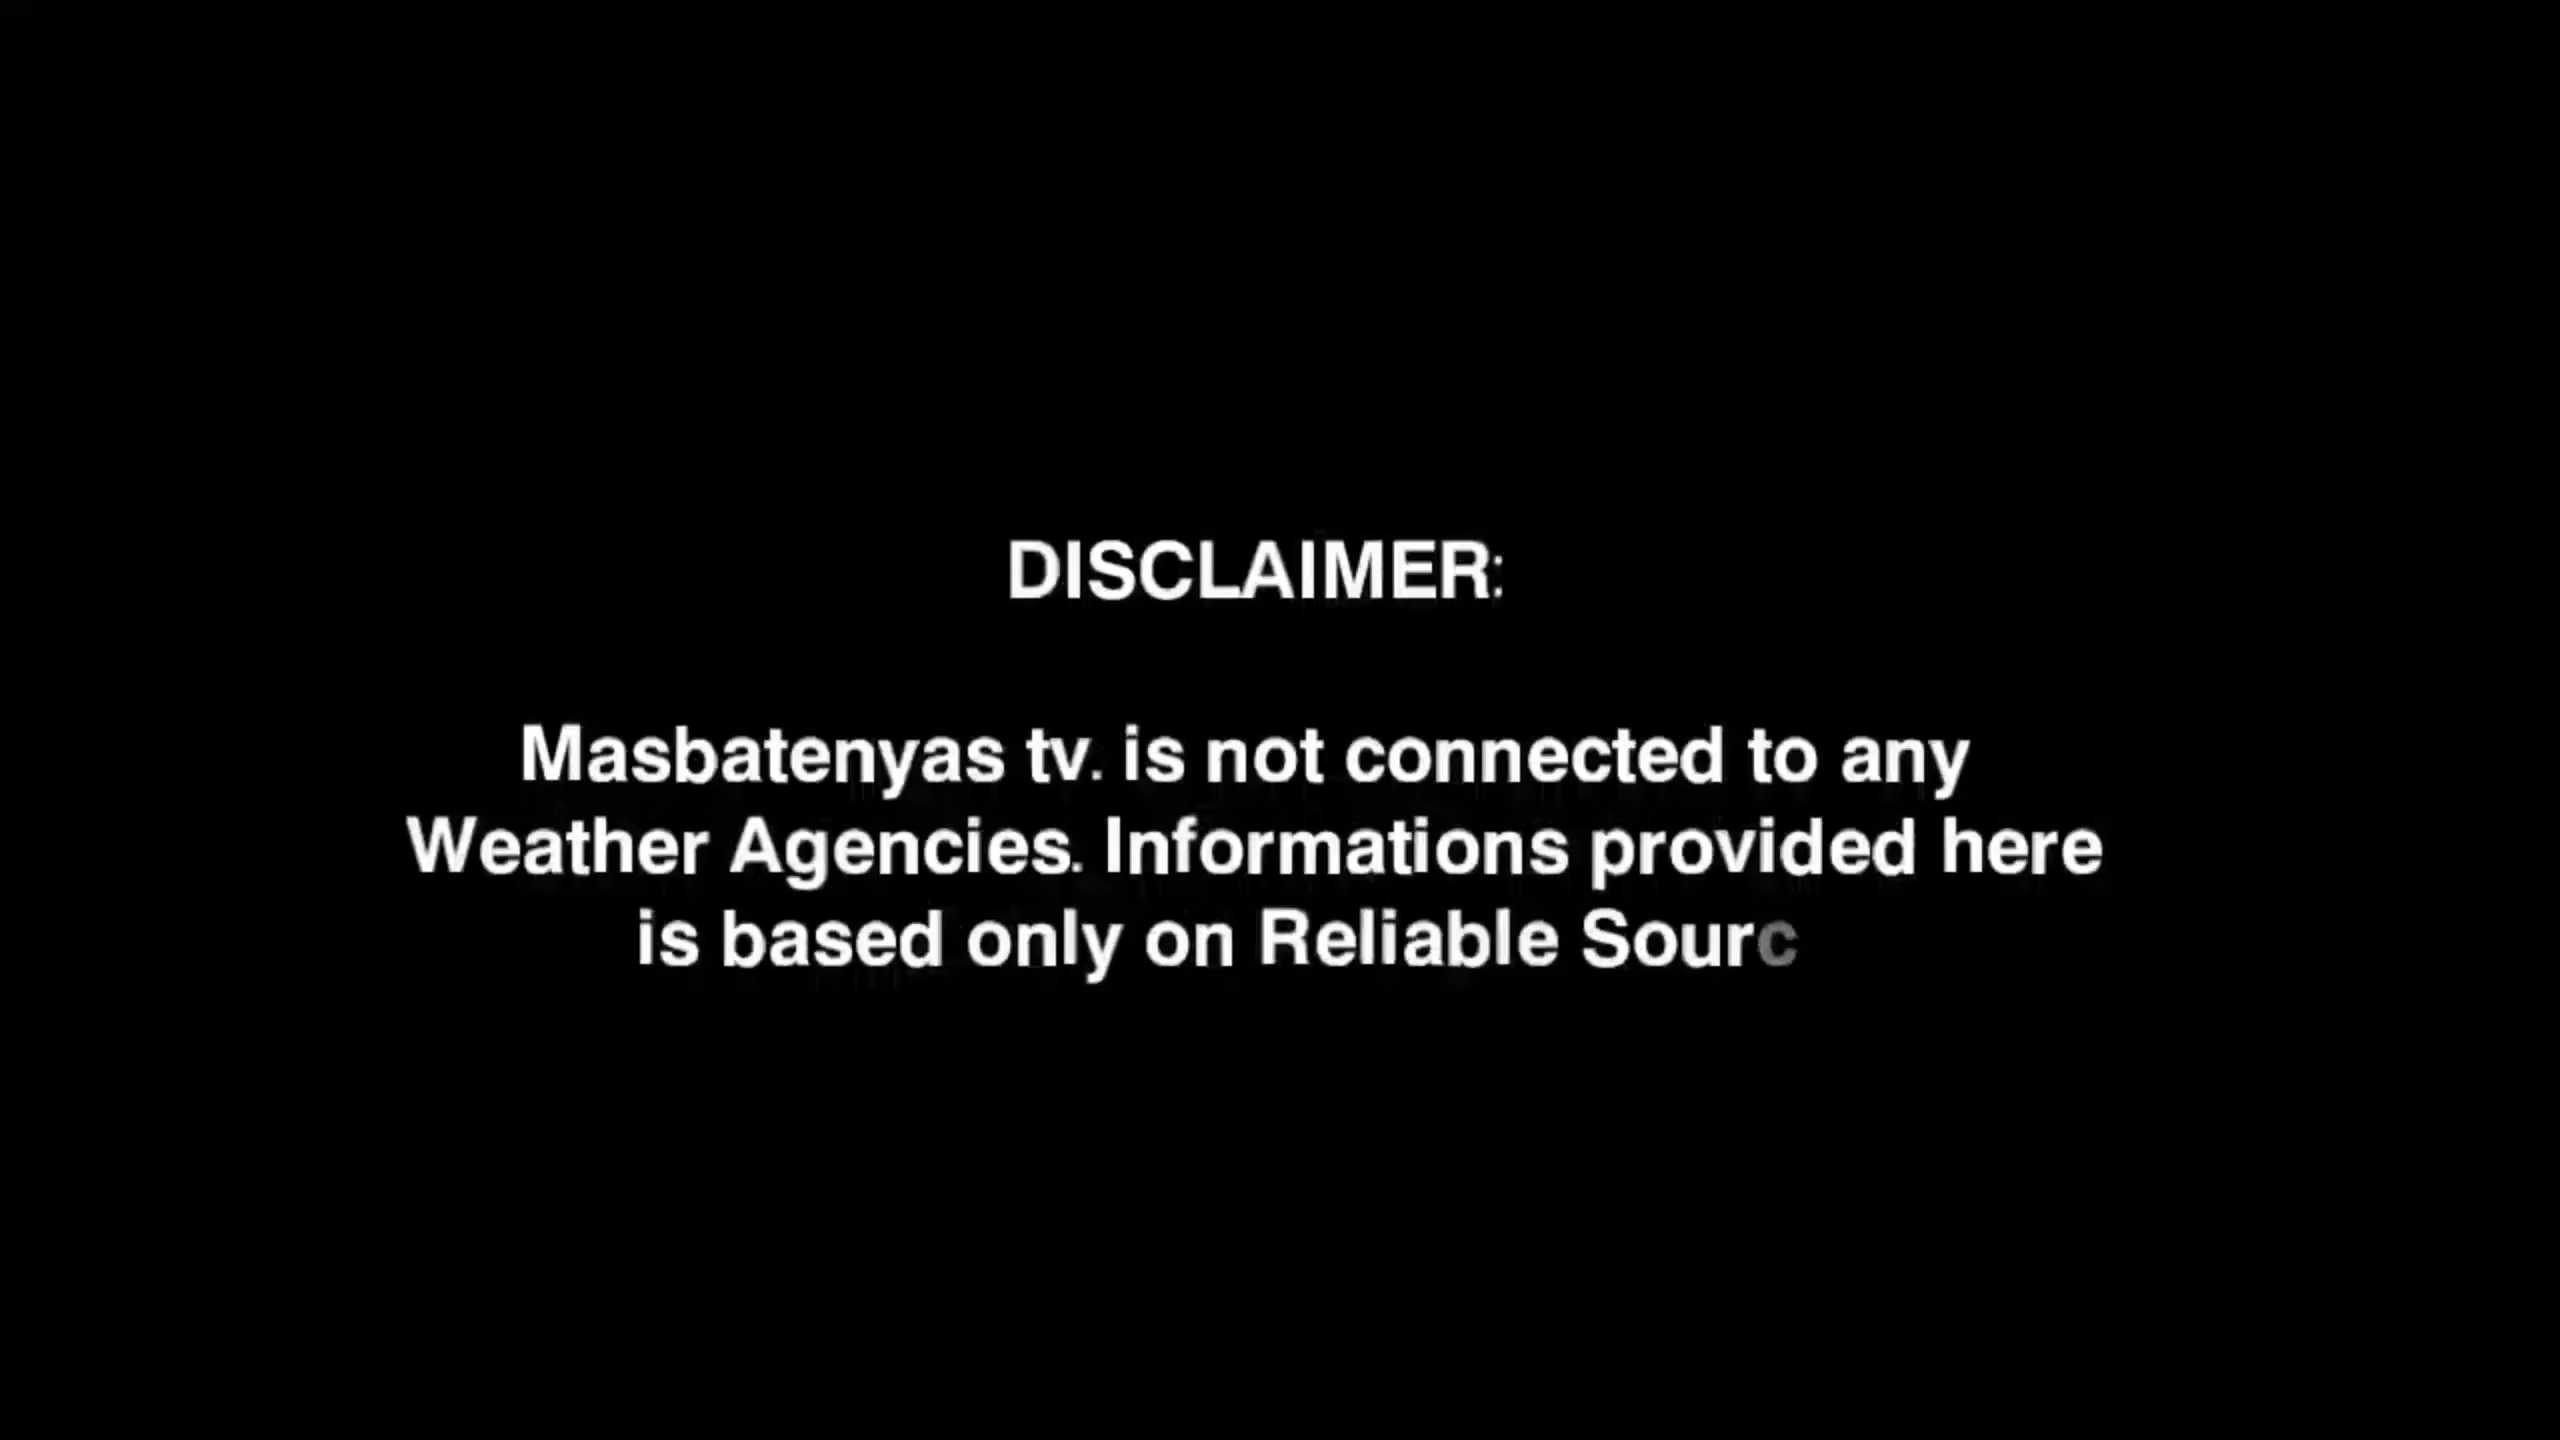 DISCLAIMER:
Masbatenyas tv. is not connected to any
Weather Agencies. Informations provided here
is based only on Reliable Sourc